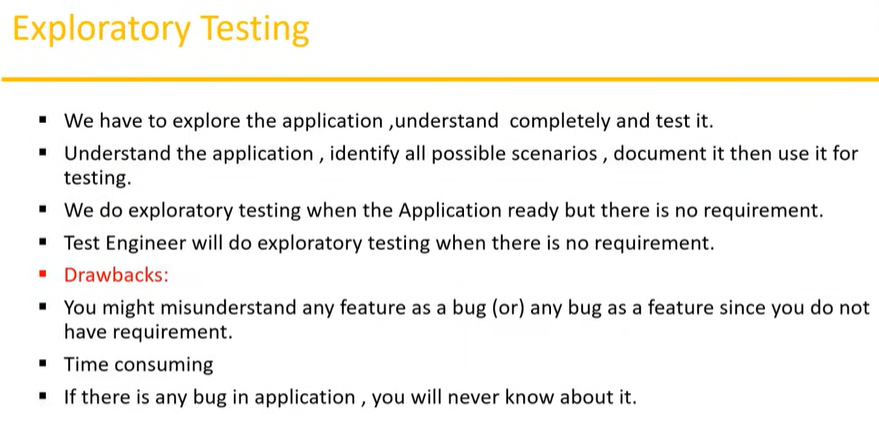 Exploratory Testing
▪ We have to explore the application ,understand completely and test it.
▪ Understand the application , identify all possible scenarios , document it then use it for
testing.
▪ We do exploratory testing when the Application ready but there is no requirement.
▪ Test Engineer will do exploratory testing when there is no requirement.
▪ Drawbacks:
▪ You might misunderstand any feature as a bug (or) any bug as a feature since you do not
have requirement.
▪ Time consuming
▪ If there is any bug in application , you will never know about it.